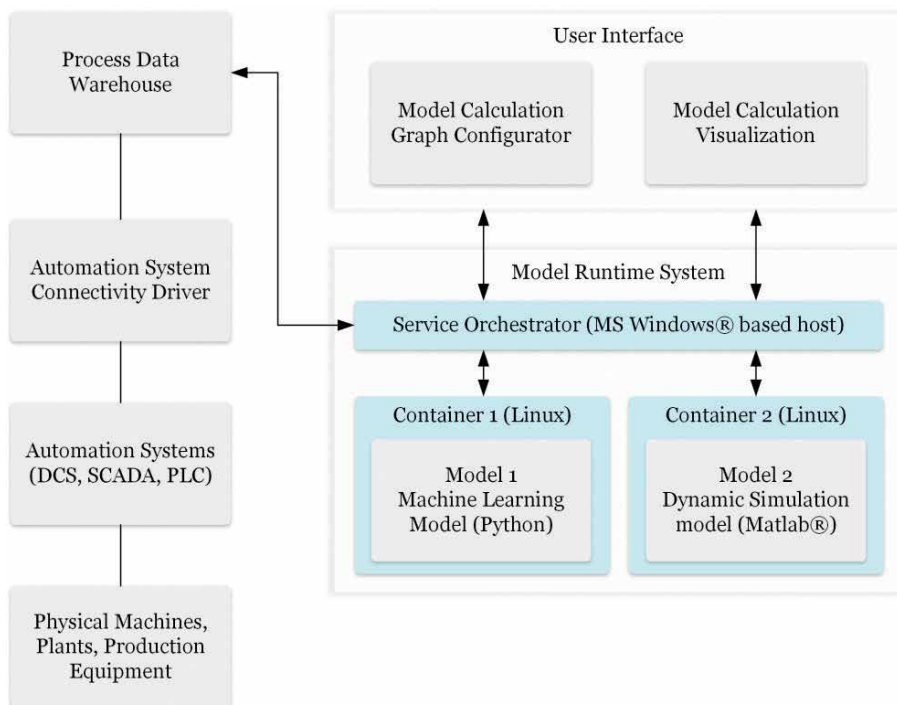 Process Data
Warehouse
Automation System
Connectivity Driver
Automation Systems
(DCS, SCADA, PLC)
Physical Machines,
Plants, Production
Equipment
User Interface
Model Calculation
Graph Configurator
Model Calculation
Visualization
Model Runtime System
Service Orchestrator (MS Windows® based host)
Container 1 (Linux)
Model 1
Machine Learning
Model (Python)
Container 2 (Linux)
Model 2
Dynamic Simulation
model (Matlab®)